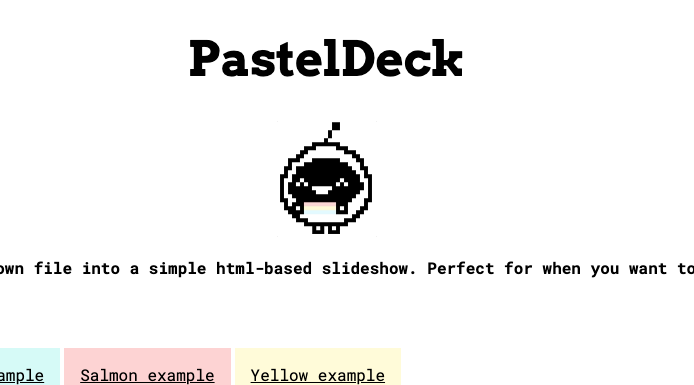 PastelDeck
own file into a simple html-based slideshow. Perfect for when you want to
ample Salmon example Yellow example